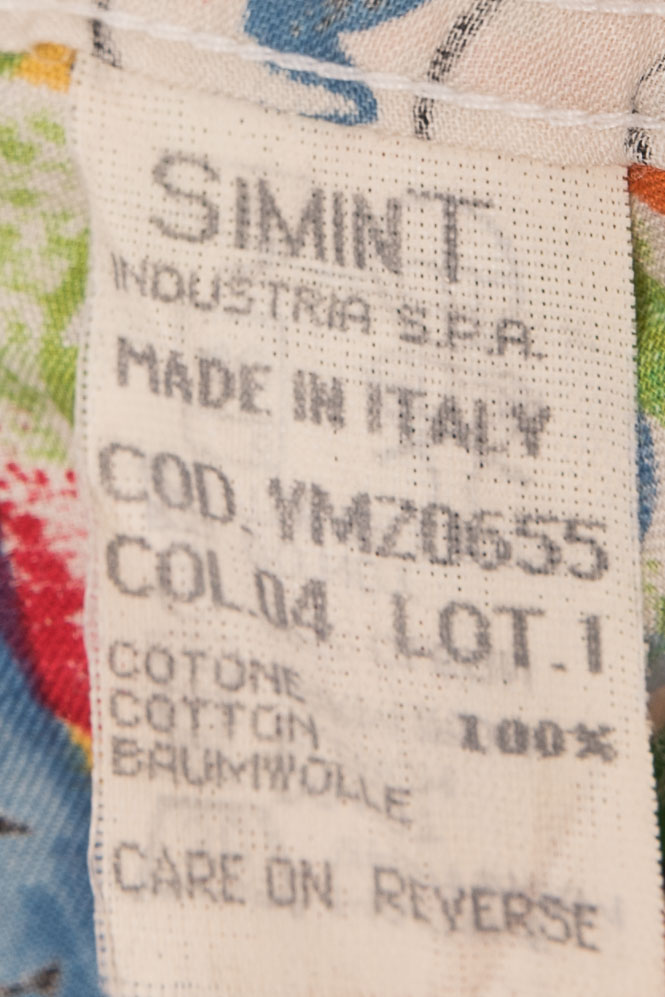 SIMINT
INDUSTRIA S.P.A.
MADE IN ITALY
COD. YMZ0655
COL.04 LOT.1
COTONE
COTTON 100%
BAUMWOLLE
CARE ON REVERSE